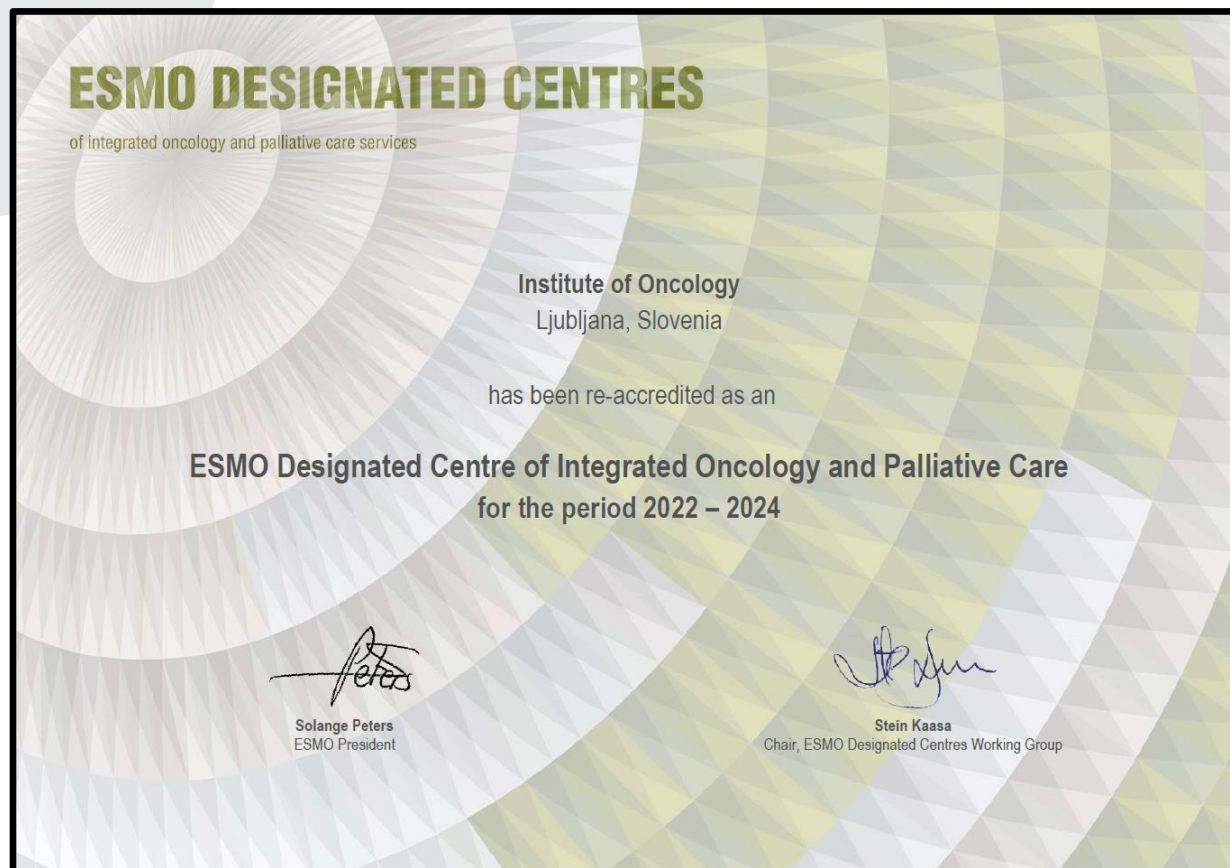 ESMO DESIGNATED CENTRES
of integrated oncology and palliative care services
Institute of Oncology
Ljubljana, Slovenia
has been re-accredited as an
ESMO Designated Centre of Integrated Oncology and Palliative Care
for the period 2022 – 2024
Peters
Solange Peters
ESMO President
Stein Kaasa
Chair, ESMO Designated Centres Working Group